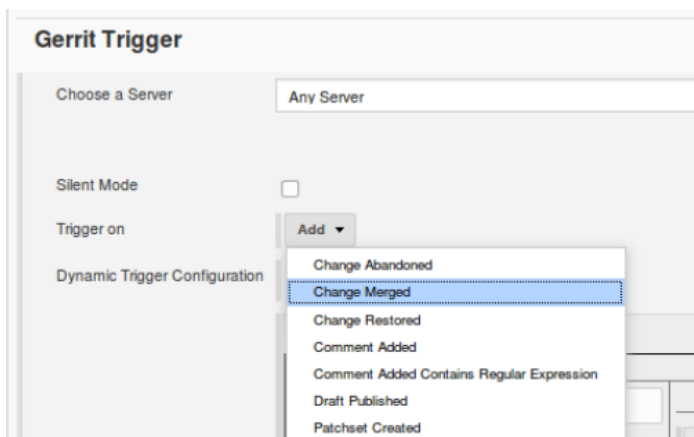 Gerrit Trigger
Choose a Server
Any Server
Silent Mode
Trigger on
Add
Dynamic Trigger Configuration
Change Abandoned
Change Merged
Change Restored
Comment Added
Comment Added Contains Regular Expression
Draft Published
Patchset Created